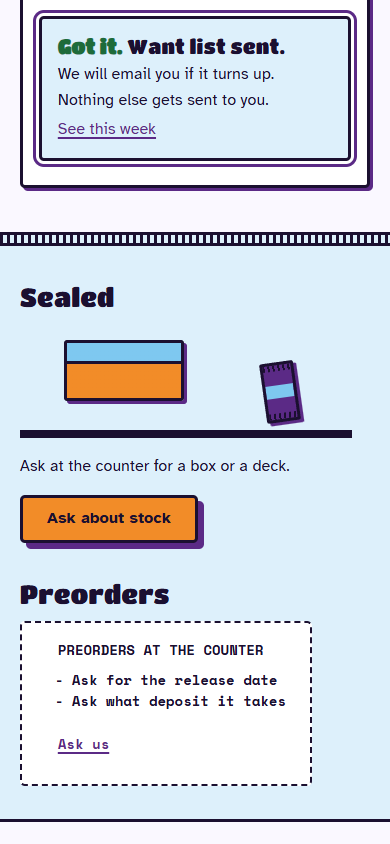 Got it. Want list sent.
We will email you if it turns up.
Nothing else gets sent to you.
See this week
Sealed
Ask at the counter for a box or a deck.
Ask about stock
Preorders
PREORDERS AT THE COUNTER
- Ask for the release date
- Ask what deposit it takes
Ask us